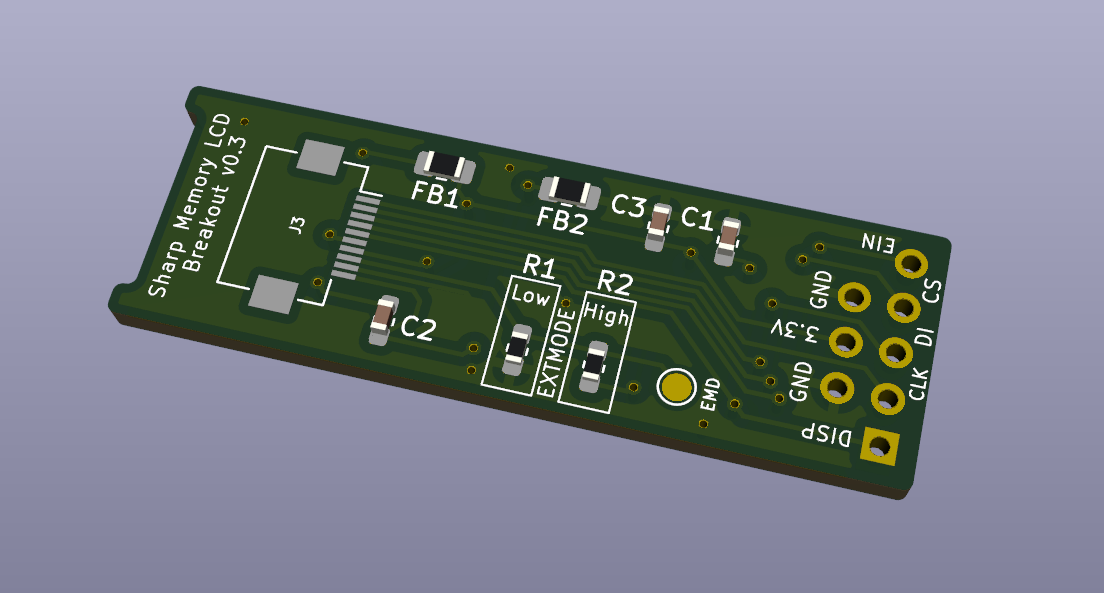 Sharp Memory LCD
Breakout v0.3
J3
FB1
FB2
C3
C1
C2
R1
Low
R2
High
EXTMODE
EMD
EIN
CS
GND
DI
3.3V
CLK
GND
DISP